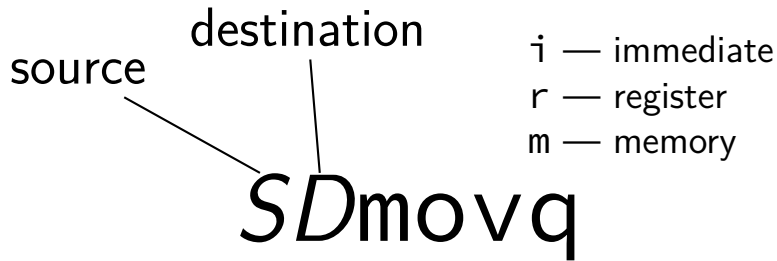 destination
source
i — immediate
r — register
m — memory
SDmovq